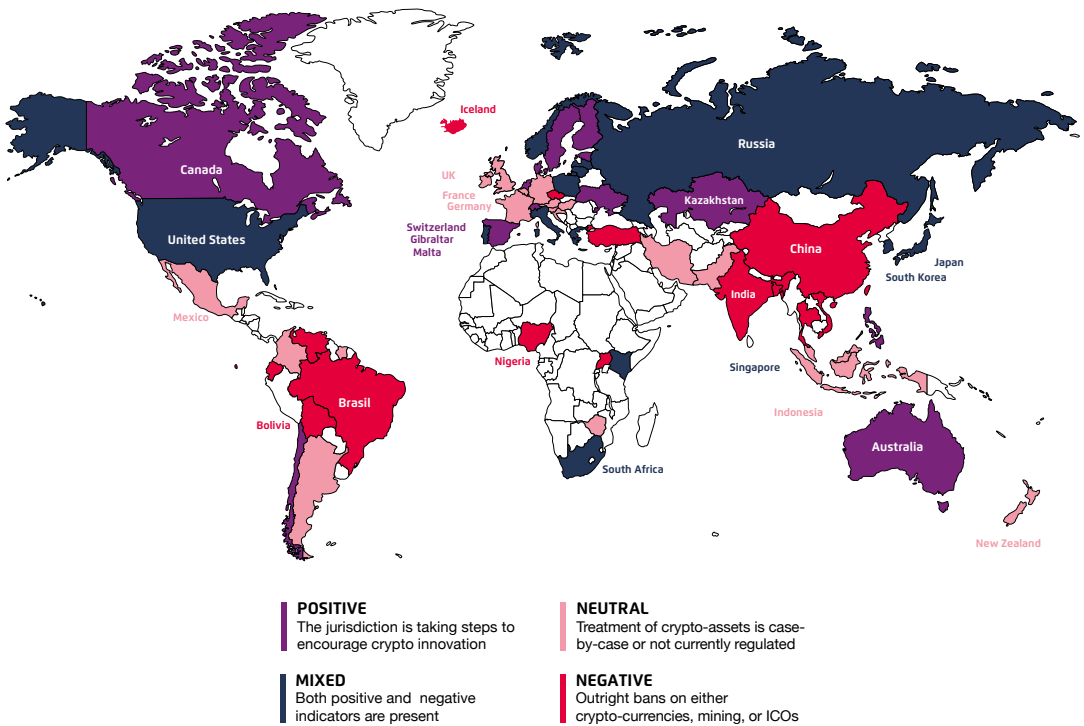 Iceland
Russia
Canada
UK
France
Germany
Kazakhstan
Switzerland
Gibraltar
Malta
United States
China
Japan
South Korea
India
Mexico
Nigeria
Singapore
Brasil
Bolivia
Indonesia
Australia
South Africa
New Zealand
POSITIVE
The jurisdiction is taking steps to
encourage crypto innovation
NEUTRAL
Treatment of crypto-assets is case-
by-case or not currently regulated
MIXED
Both positive and negative
indicators are present
NEGATIVE
Outright bans on either
crypto-currencies, mining, or ICOs